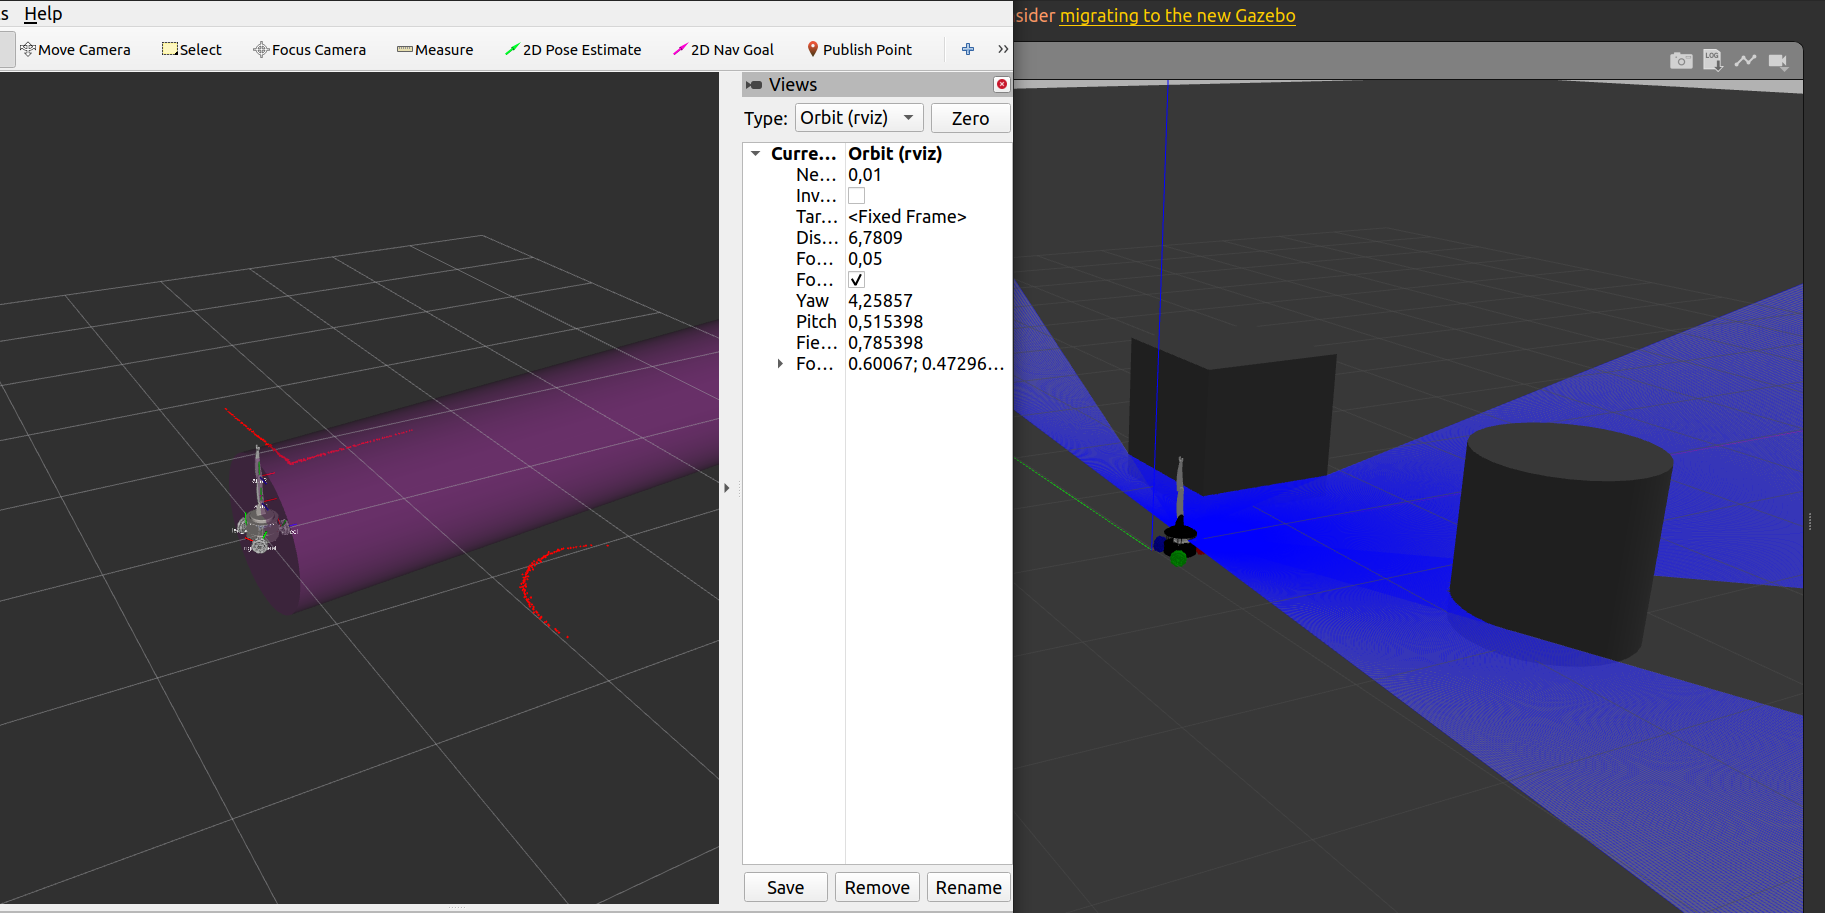 s Help
Move Camera Select Focus Camera Measure 2D Pose Estimate 2D Nav Goal Publish Point »
Views
Type: Orbit (rviz) Zero
Curre... Orbit (rviz)
Ne... 0,01
Inv...
Tar... <Fixed Frame>
Dis... 6,7809
Fo... 0,05
Fo...
Yaw 4,25857
Pitch 0,515398
Fie... 0,785398
Fo... 0.60067; 0.47296...
Save Remove Rename
sider migrating to the new Gazebo
LOG